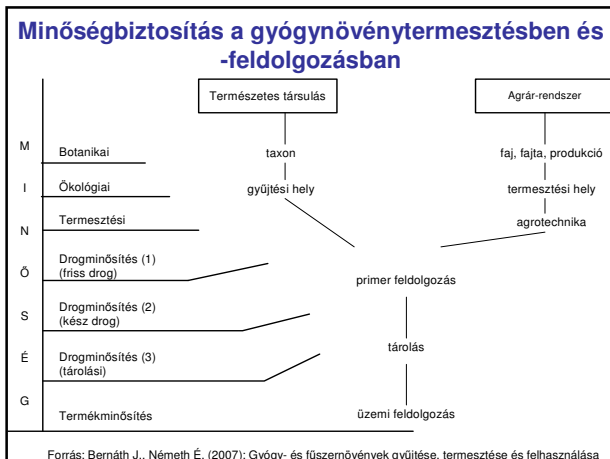 Minőségbiztosítás a gyógynövénytermesztésben és
-feldolgozásban
Természetes társulás
Agrár-rendszer
M
Botanikai
taxon
faj, fajta, produkció
I
Ökológiai
gyűjtési hely
termesztési hely
N
Termesztési
agrotechnika
Ő
Drogminősítés (1)
(friss drog)
primer feldolgozás
S
Drogminősítés (2)
(kész drog)
tárolás
É
Drogminősítés (3)
(tárolási)
G
Termékminősítés
üzemi feldolgozás
Forrás: Bernáth J., Németh É. (2007): Gyógy- és fűszernövények gyűjtése, termesztése és felhasználása